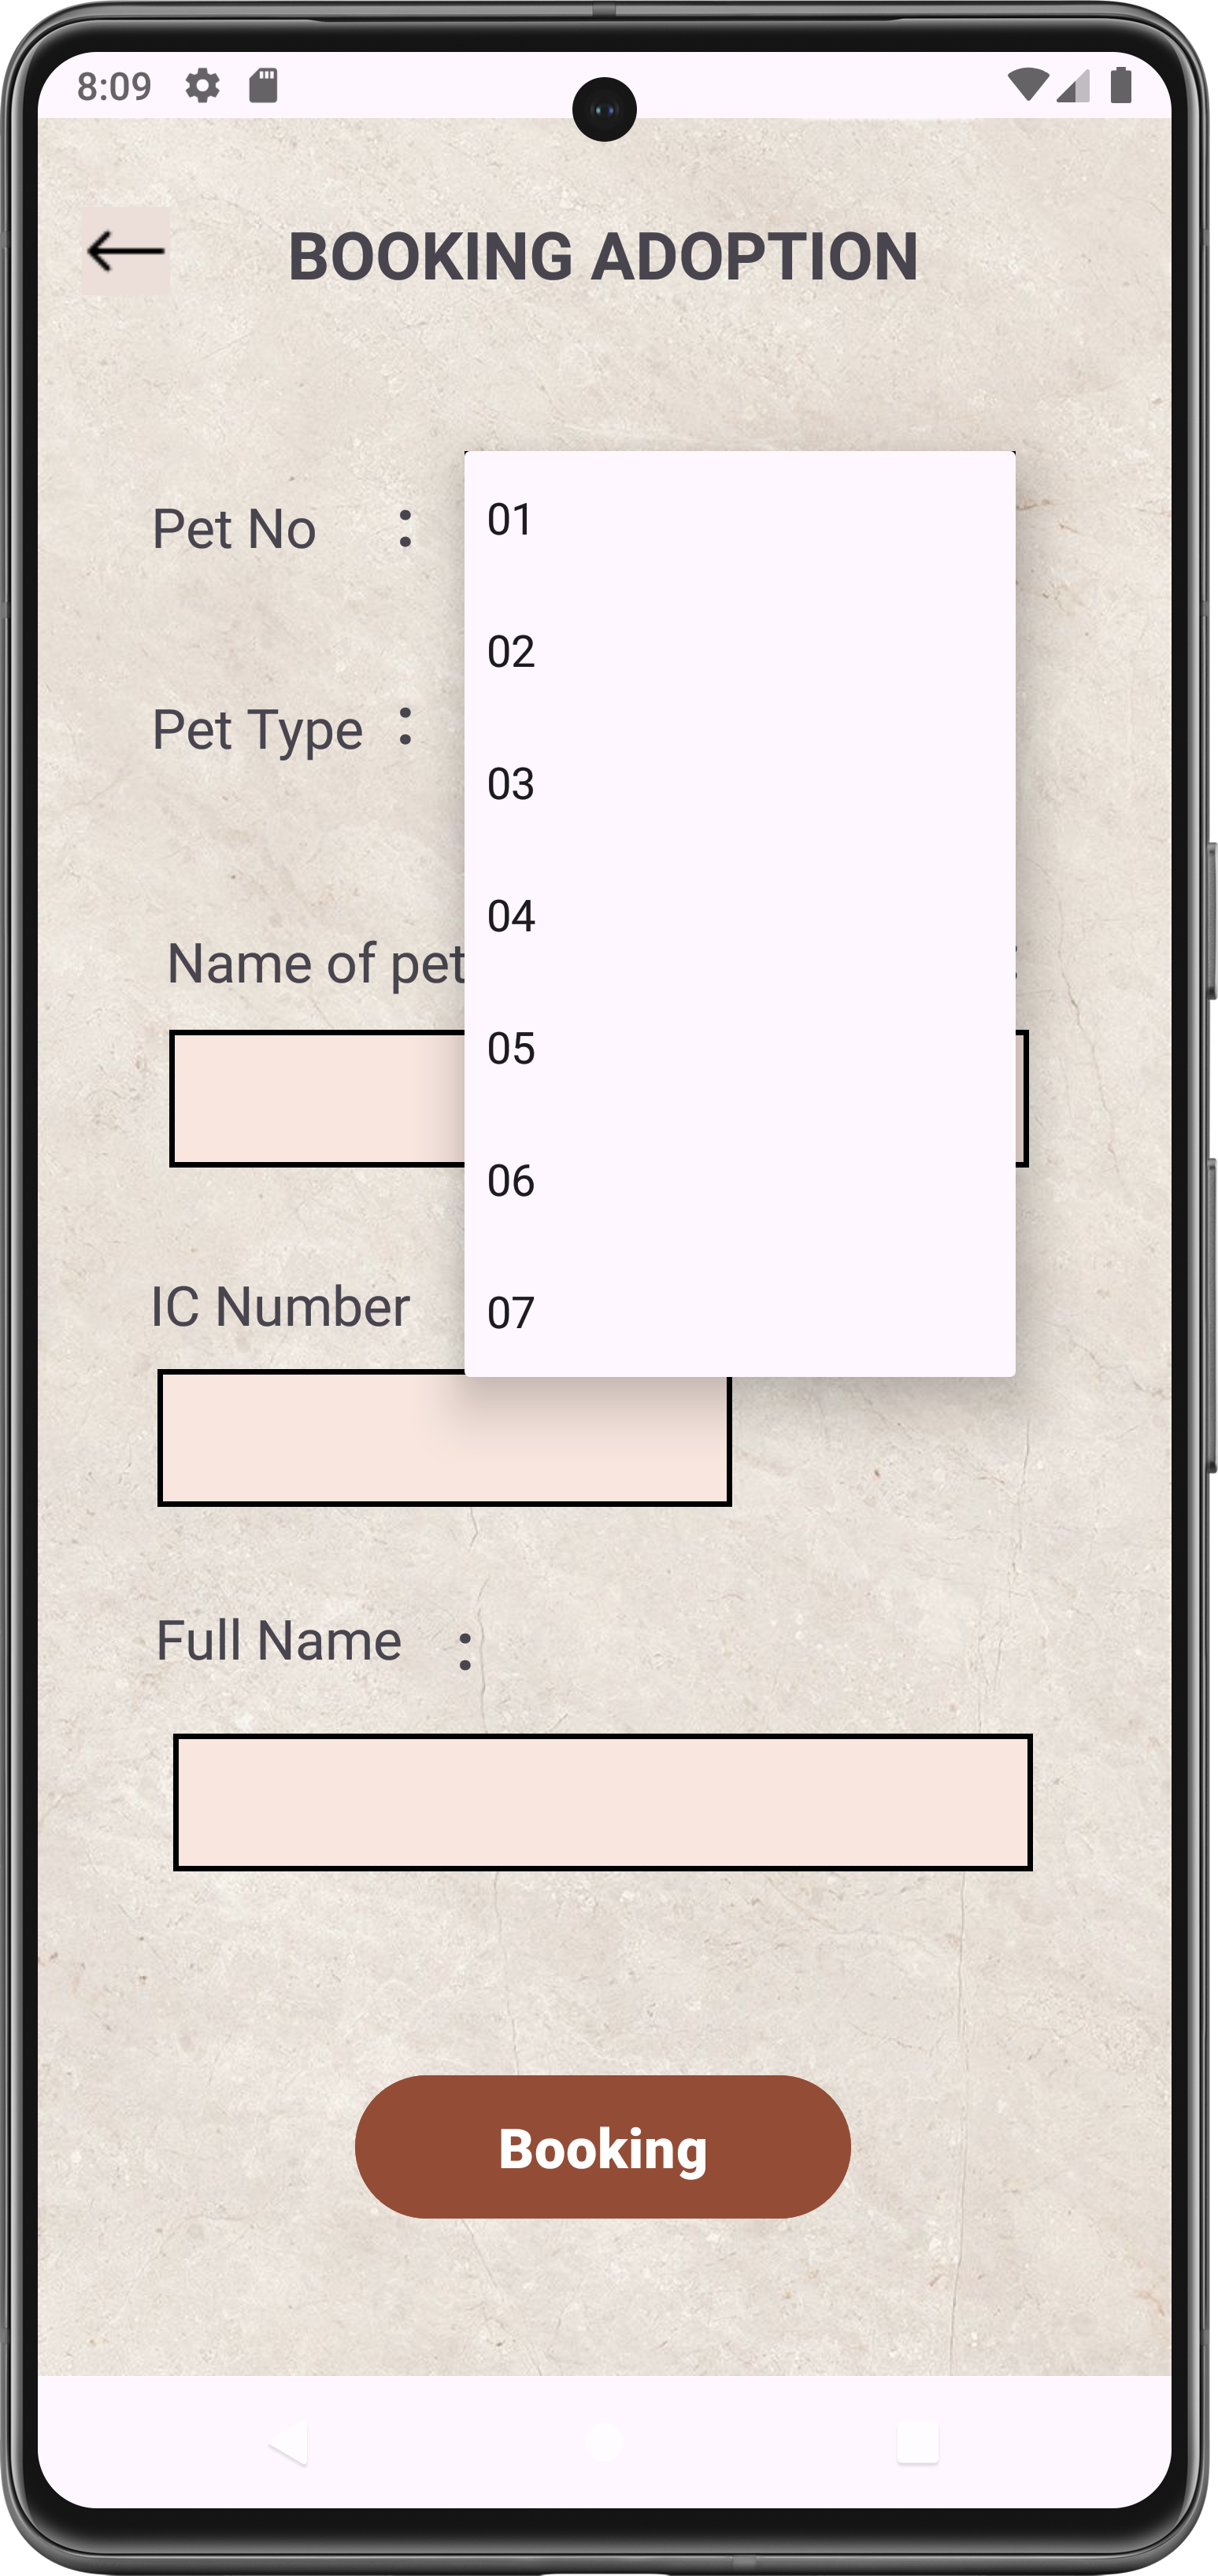 8:09
BOOKING ADOPTION
Pet No :
01
02
Pet Type :
03
04
Name of pet
05
06
IC Number
07
Full Name :
Booking